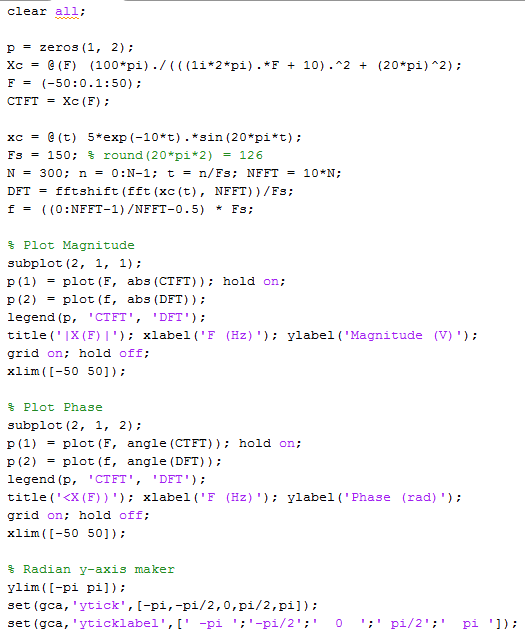 clear all;
p = zeros(1, 2);
Xc = @(F) (100*pi)./(((1i*2*pi).*F + 10).^2 + (20*pi)^2);
F = (-50:0.1:50);
CTFT = Xc(F);
xc = @(t) 5*exp(-10*t).*sin(20*pi*t);
Fs = 150; % round(20*pi*2) = 126
N = 300; n = 0:N-1; t = n/Fs; NFFT = 10*N;
DFT = fftshift(fft(xc(t), NFFT))/Fs;
f = ((0:NFFT-1)/NFFT-0.5) * Fs;
% Plot Magnitude
subplot(2, 1, 1);
p(1) = plot(F, abs(CTFT)); hold on;
p(2) = plot(f, abs(DFT));
legend(p, 'CTFT', 'DFT');
title('|X(F)|'); xlabel('F (Hz)'); ylabel('Magnitude (V)');
grid on; hold off;
xlim([-50 50]);
% Plot Phase
subplot(2, 1, 2);
p(1) = plot(F, angle(CTFT)); hold on;
p(2) = plot(f, angle(DFT));
legend(p, 'CTFT', 'DFT');
title('<X(F))'); xlabel('F (Hz)'); ylabel('Phase (rad)');
grid on; hold off;
xlim([-50 50]);
% Radian y-axis maker
ylim([-pi pi]);
set(gca,'ytick',[-pi,-pi/2,0,pi/2,pi]);
set(gca,'yticklabel',[' -pi ';'-pi/2';'  0  ';' pi/2';'  pi ']);